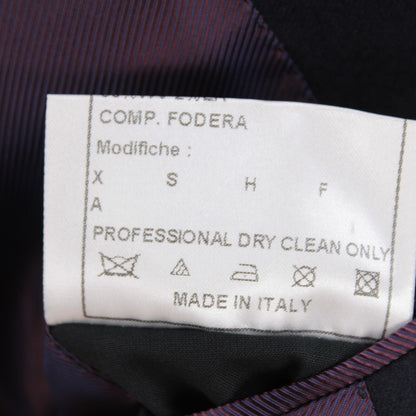 COMP. FODERA
Modifiche :
X S H F
A
PROFESSIONAL DRY CLEAN ONLY
MADE IN ITALY